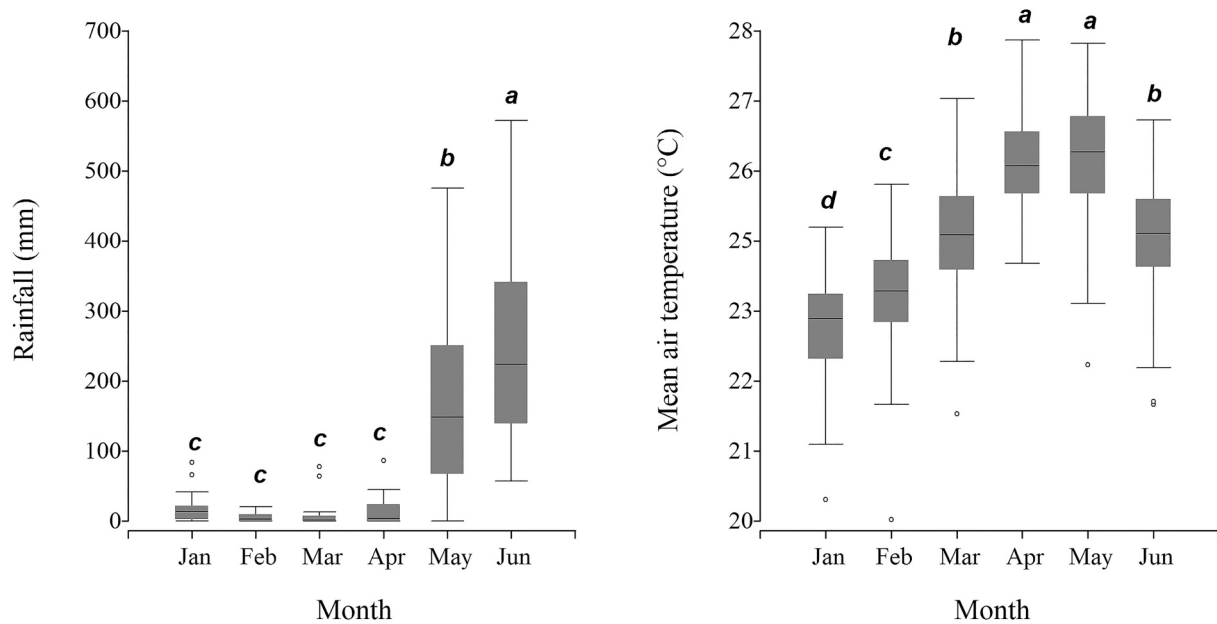 Rainfall (mm)
700
600
500
400
300
200
100
0
c
c
c
c
b
a
Jan Feb Mar Apr May Jun
Month
Mean air temperature (°C)
28
27
26
25
23
22
21
20
d
c
b
a
a
b
Jan Feb Mar Apr May Jun
Month